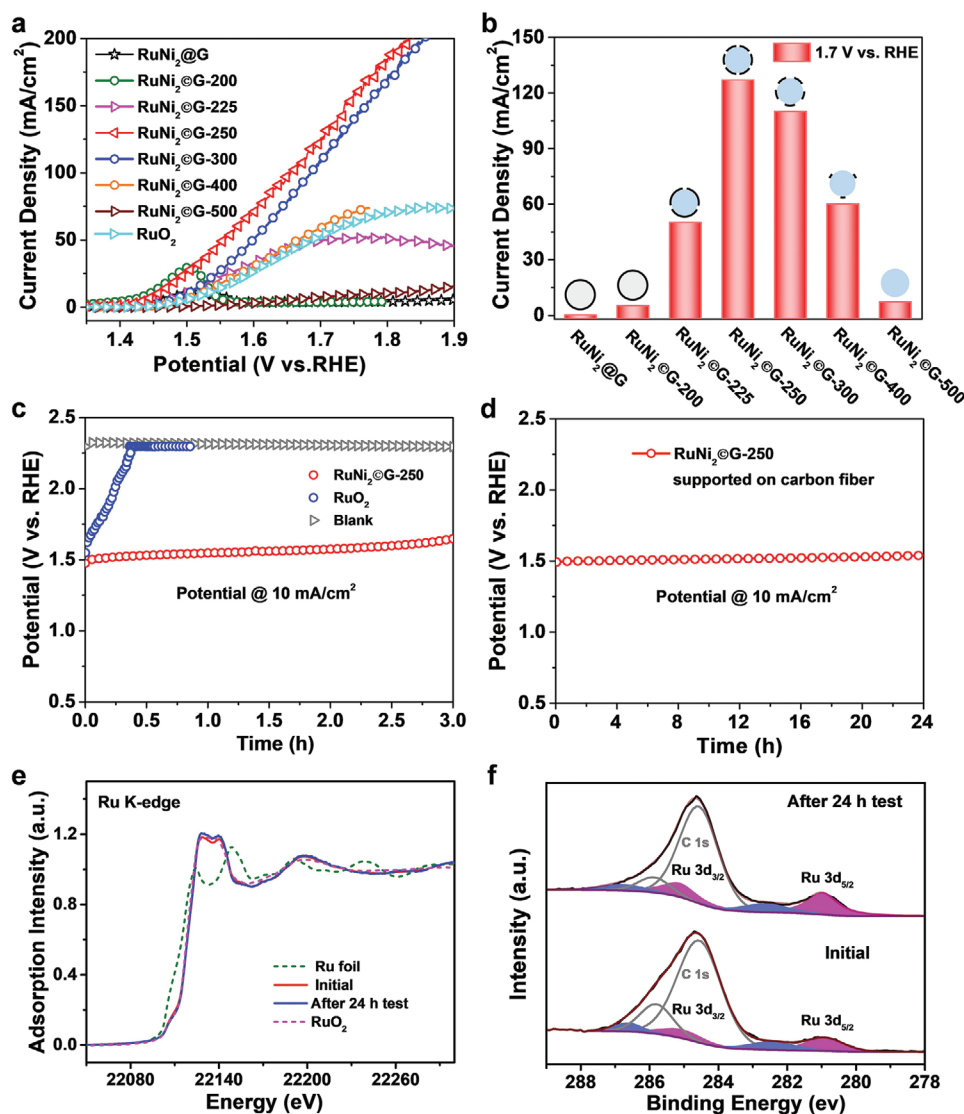 a
200
150
100
50
0
Current Density (mA/cm²)
RuNi₂@G
RuNi₂©G-200
RuNi₂©G-225
RuNi₂©G-250
RuNi₂©G-300
RuNi₂©G-400
RuNi₂©G-500
RuO₂
1.4 1.5 1.6 1.7 1.8 1.9
Potential (V vs.RHE)
b
150
120
90
60
30
0
Current Density (mA/cm²)
1.7 V vs. RHE
RuNi₂@G
RuNi₂©G-200
RuNi₂©G-225
RuNi₂©G-250
RuNi₂©G-300
RuNi₂©G-400
RuNi₂©G-500
c
2.5
2.0
1.5
1.0
0.5
Potential (V vs. RHE)
RuNi₂©G-250
RuO₂
Blank
Potential @ 10 mA/cm²
0.0 0.5 1.0 1.5 2.0 2.5 3.0
Time (h)
d
2.5
2.0
1.5
1.0
0.5
Potential (V vs. RHE)
RuNi₂©G-250
supported on carbon fiber
Potential @ 10 mA/cm²
0 4 8 12 16 20 24
Time (h)
e
Ru K-edge
1.2
0.8
0.4
0.0
Adsorption Intensity (a.u.)
Ru foil
Initial
After 24 h test
RuO₂
22080 22140 22200 22260
Energy (eV)
f
Intensity (a.u.)
After 24 h test
C 1s
Ru 3d₃/₂
Ru 3d₅/₂
Initial
C 1s
Ru 3d₃/₂
Ru 3d₅/₂
288 286 284 282 280 278
Binding Energy (ev)